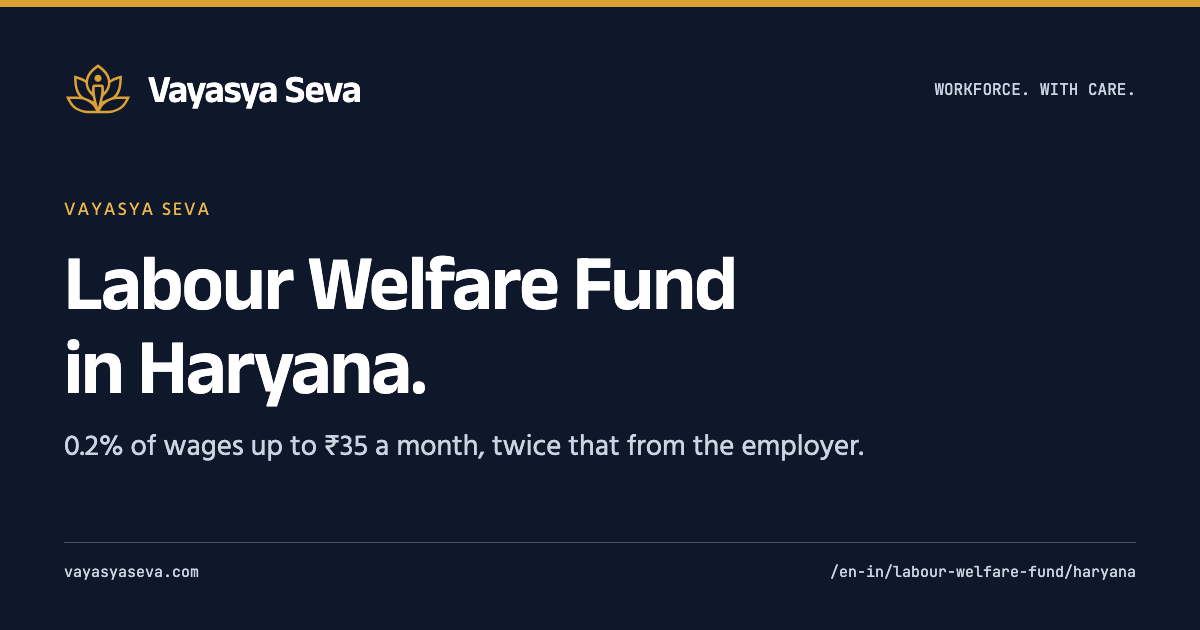 Vayasya Seva
WORKFORCE. WITH CARE.
VAYASYA SEVA
Labour Welfare Fund
in Haryana.
0.2% of wages up to ₹35 a month, twice that from the employer.
vayasyaseva.com
/en-in/labour-welfare-fund/haryana